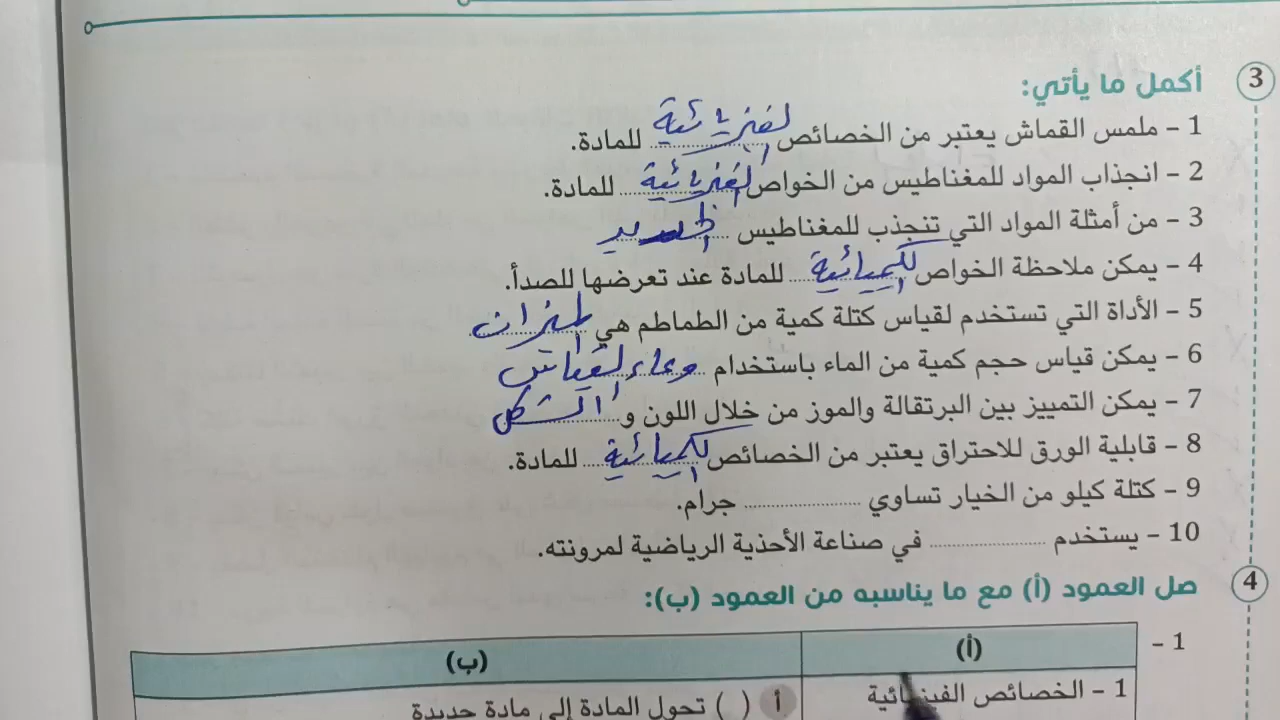 3 أكمل ما يأتي:
1 - ملمس القماش يعتبر من الخصائص الفيزيائية للمادة.
2 - انجذاب المواد للمغناطيس من الخواص الفيزيائية للمادة.
3 - من أمثلة المواد التي تنجذب للمغناطيس الحديد
4 - يمكن ملاحظة الخواص الكيميائية للمادة عند تعرضها للصدأ.
5 - الأداة التي تستخدم لقياس كتلة كمية من الطماطم هي الميزان
6 - يمكن قياس حجم كمية من الماء باستخدام وعاء القياس
7 - يمكن التمييز بين البرتقالة والموز من خلال اللون و الشكل
8 - قابلية الورق للاحتراق يعتبر من الخصائص الكيميائية للمادة.
9 - كتلة كيلو من الخيار تساوي .................... جرام.
10 - يستخدم .................... في صناعة الأحذية الرياضية لمرونته.
4 صل العمود (أ) مع ما يناسبه من العمود (ب):
1 -
(أ) (ب)
1 - الخصائص الفيزيائية أ ( ) تحول المادة إلى مادة جديدة